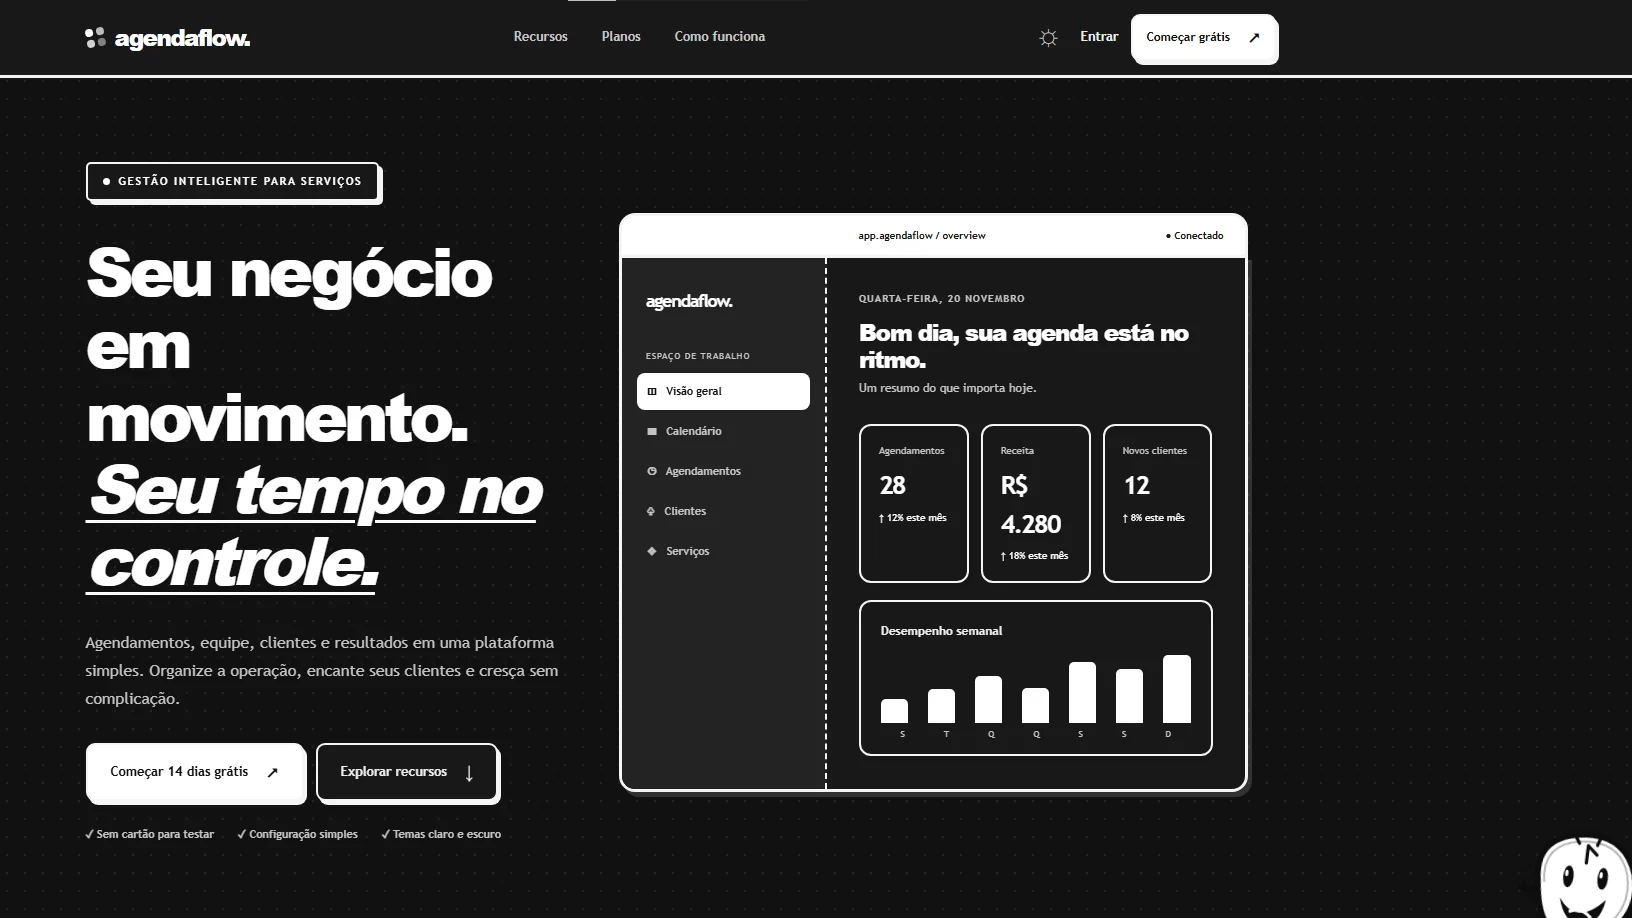 agendaflow.
Recursos
Planos
Como funciona
Entrar
Começar grátis ↗
GESTÃO INTELIGENTE PARA SERVIÇOS
Seu negócio
em
movimento.
Seu tempo no
controle.
Agendamentos, equipe, clientes e resultados em uma plataforma
simples. Organize a operação, encante seus clientes e cresça sem
complicação.
Começar 14 dias grátis ↗
Explorar recursos ↓
✓ Sem cartão para testar
✓ Configuração simples
✓ Temas claro e escuro
app.agendaflow / overview
● Conectado
agendaflow.
ESPAÇO DE TRABALHO
Visão geral
Calendário
Agendamentos
Clientes
Serviços
QUARTA-FEIRA, 20 NOVEMBRO
Bom dia, sua agenda está no
ritmo.
Um resumo do que importa hoje.
Agendamentos
28
↑ 12% este mês
Receita
R$
4.280
↑ 18% este mês
Novos clientes
12
↑ 8% este mês
Desempenho semanal
S T Q Q S S D